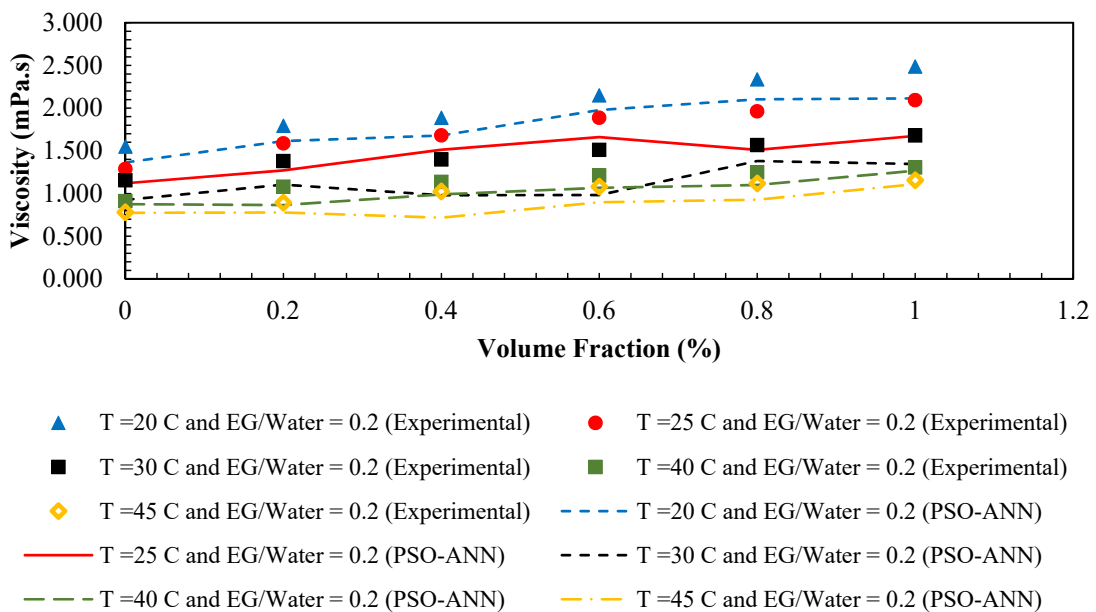 3.000
2.500
2.000
1.500
1.000
0.500
0.000
Viscosity (mPa.s)
0 0.2 0.4 0.6 0.8 1 1.2
Volume Fraction (%)
T =20 C and EG/Water = 0.2 (Experimental) T =25 C and EG/Water = 0.2 (Experimental)
T =30 C and EG/Water = 0.2 (Experimental) T =40 C and EG/Water = 0.2 (Experimental)
T =45 C and EG/Water = 0.2 (Experimental) T =20 C and EG/Water = 0.2 (PSO-ANN)
T =25 C and EG/Water = 0.2 (PSO-ANN) T =30 C and EG/Water = 0.2 (PSO-ANN)
T =40 C and EG/Water = 0.2 (PSO-ANN) T =45 C and EG/Water = 0.2 (PSO-ANN)